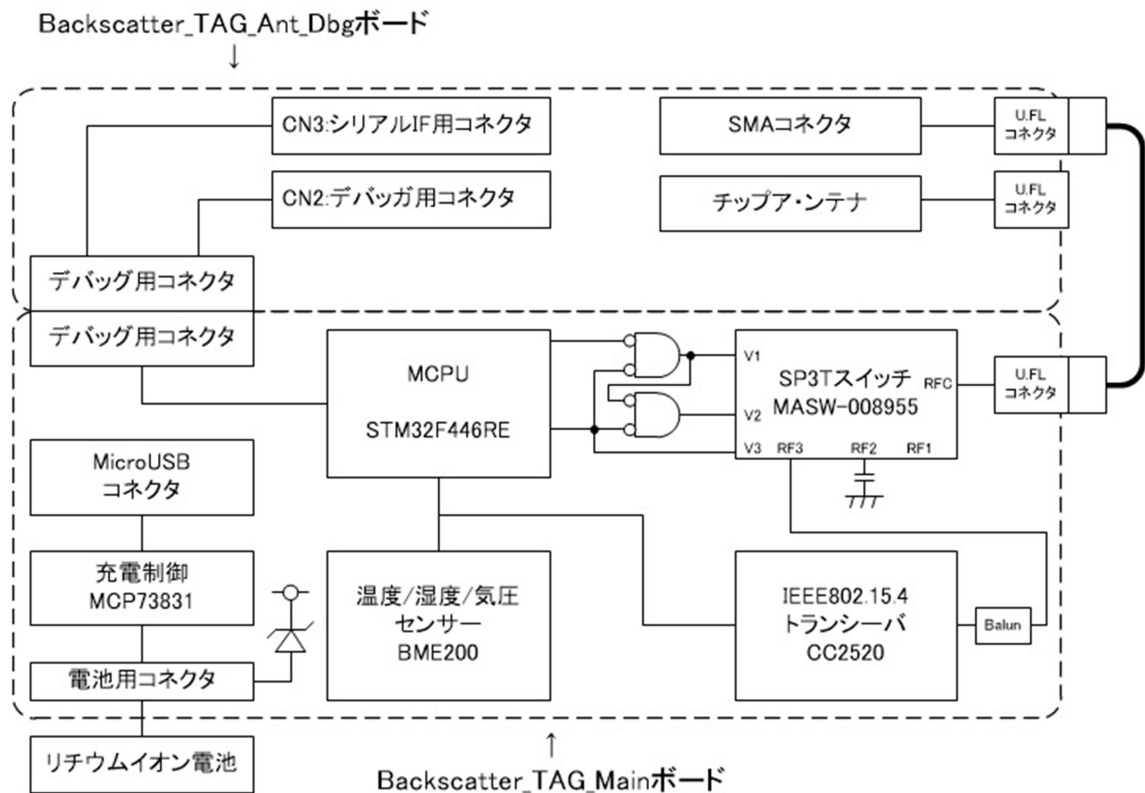 Backscatter_TAG_Ant_Dbgボード
↓
CN3:シリアルIF用コネクタ
SMAコネクタ
U.FL
コネクタ
CN2:デバッガ用コネクタ
チップア・ンテナ
U.FL
コネクタ
デバッグ用コネクタ
デバッグ用コネクタ
MCPU
STM32F446RE
V1
V2
V3
SP3Tスイッチ
MASW-008955
RFC
RF3
RF2
RF1
U.FL
コネクタ
MicroUSB
コネクタ
充電制御
MCP73831
温度/湿度/気圧
センサー
BME200
IEEE802.15.4
トランシーバ
CC2520
Balun
電池用コネクタ
リチウムイオン電池
↑
Backscatter_TAG_Mainボード